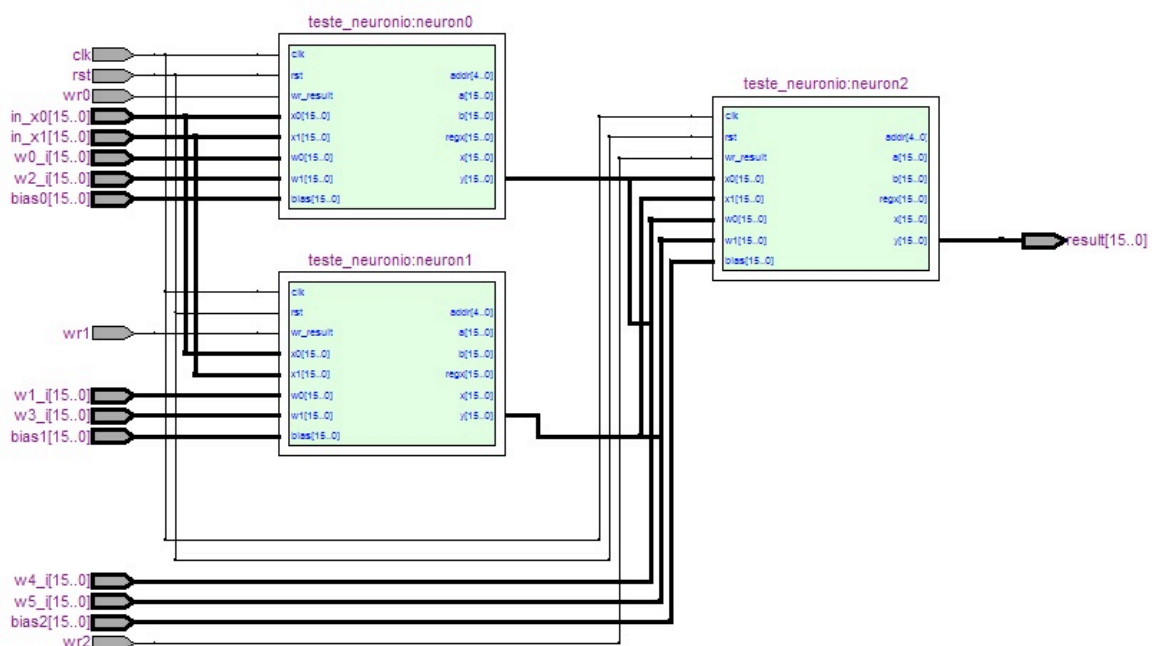 teste_neuronio:neuron0
clk
rst
wr0
in_x0[15..0]
in_x1[15..0]
w0_i[15..0]
w2_i[15..0]
bias0[15..0]
clk
rst
wr_result
x0[15..0]
x1[15..0]
w0[15..0]
w1[15..0]
bias[15..0]
addr[4..0]
a[15..0]
b[15..0]
regx[15..0]
x[15..0]
y[15..0]
teste_neuronio:neuron1
wr1
w1_i[15..0]
w3_i[15..0]
bias1[15..0]
clk
rst
wr_result
x0[15..0]
x1[15..0]
w0[15..0]
w1[15..0]
bias[15..0]
addr[4..0]
a[15..0]
b[15..0]
regx[15..0]
x[15..0]
y[15..0]
teste_neuronio:neuron2
clk
rst
wr_result
x0[15..0]
x1[15..0]
w0[15..0]
w1[15..0]
bias[15..0]
addr[4..0]
a[15..0]
b[15..0]
regx[15..0]
x[15..0]
y[15..0]
result[15..0]
w4_i[15..0]
w5_i[15..0]
bias2[15..0]
wr2